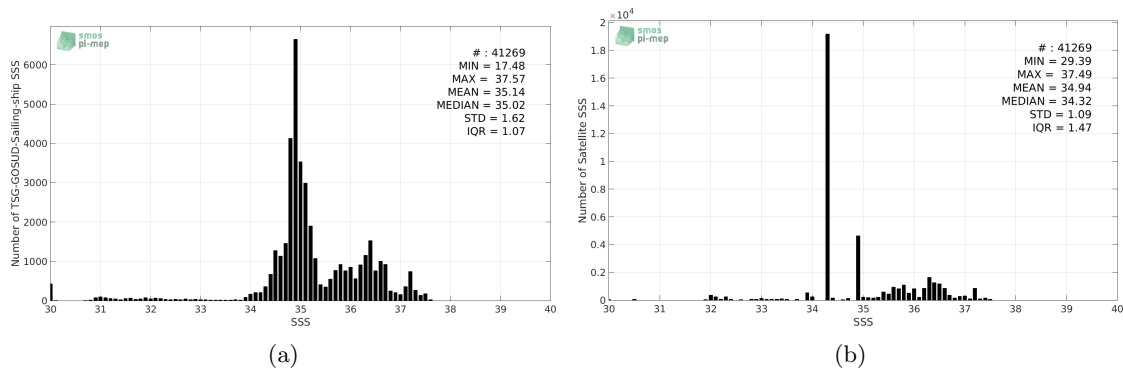 smos
pi-mep
# : 41269
MIN = 17.48
MAX = 37.57
MEAN = 35.14
MEDIAN = 35.02
STD = 1.62
IQR = 1.07
Number of TSG-GOSUD-Sailing-ship SSS
6000
5000
4000
3000
2000
1000
0
30 31 32 33 34 35 36 37 38 39 40
SSS
(a)
×10⁴
smos
pi-mep
# : 41269
MIN = 29.39
MAX = 37.49
MEAN = 34.94
MEDIAN = 34.32
STD = 1.09
IQR = 1.47
Number of Satellite SSS
2
1.8
1.6
1.4
1.2
1
0.8
0.6
0.4
0.2
0
30 31 32 33 34 35 36 37 38 39 40
SSS
(b)